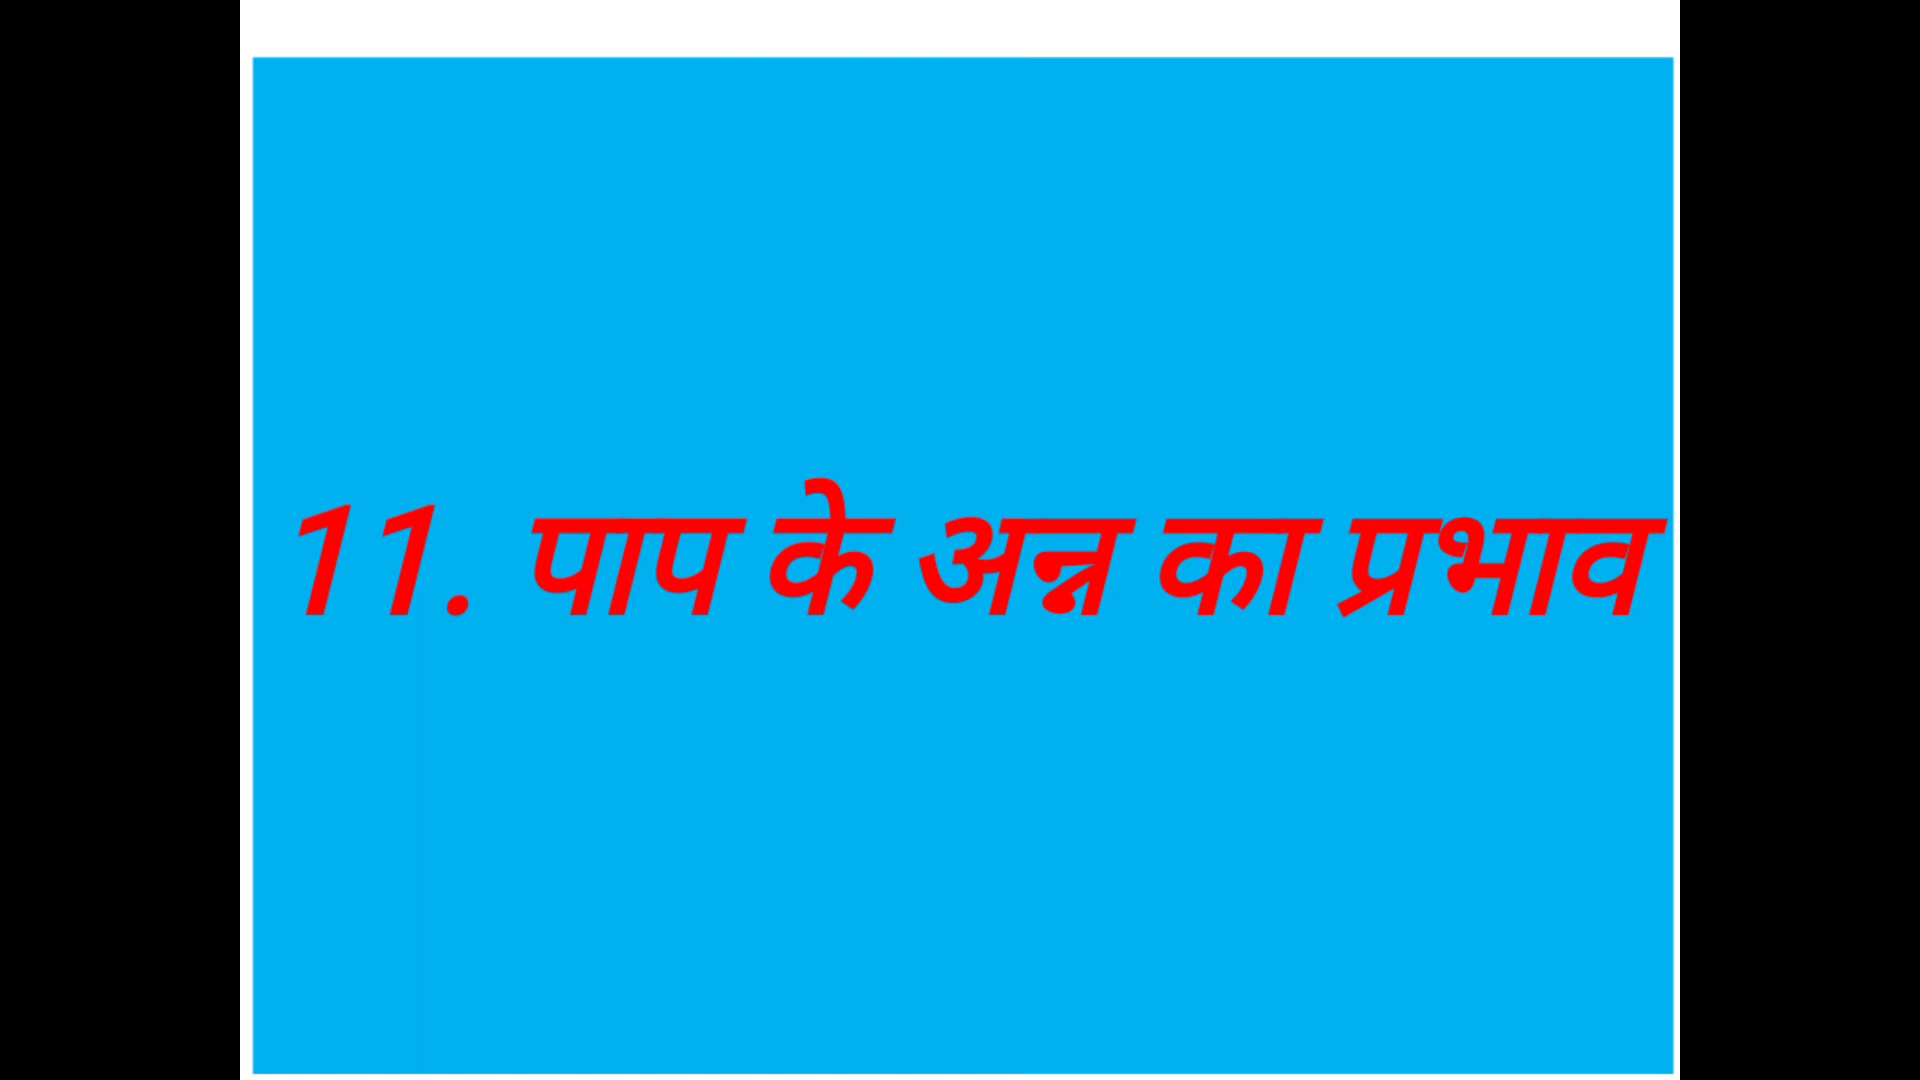 11. पाप के अन्न का प्रभाव